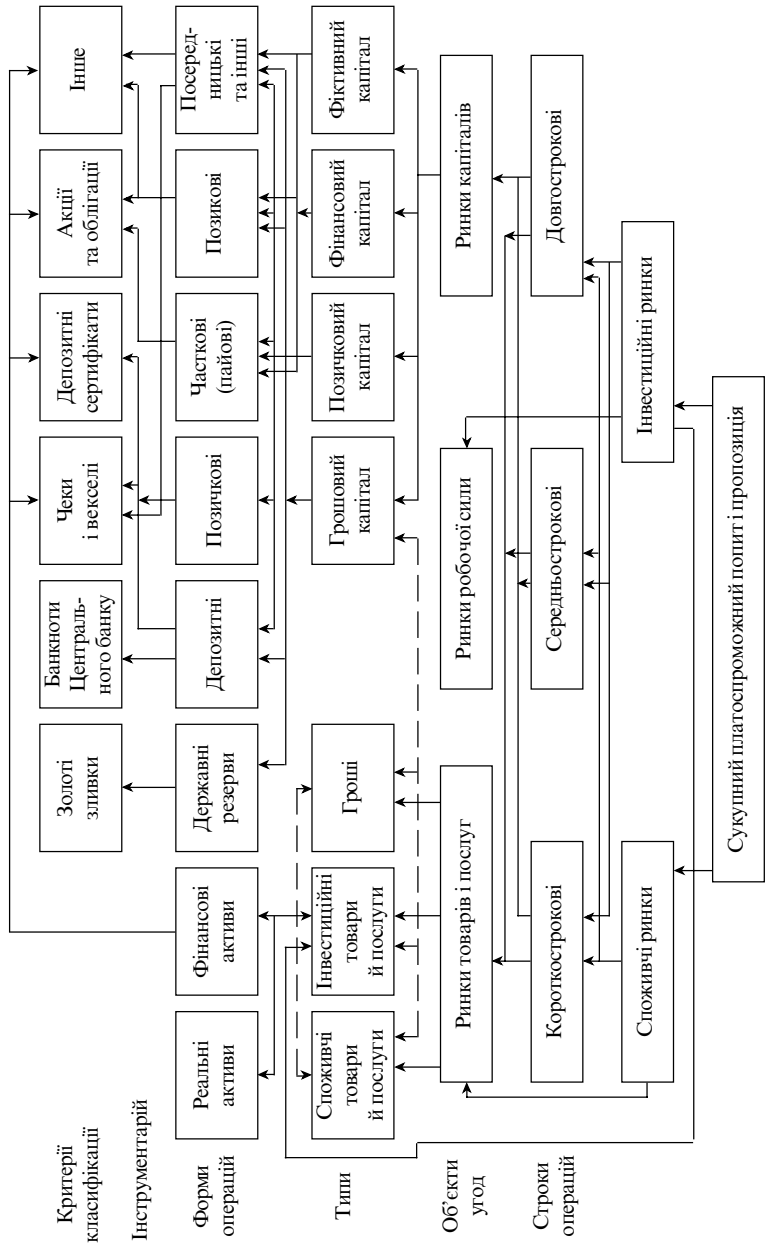 Критерії
класифікації
Інструментарій
Золоті
зливки
Банкноти
Централь-
ного банку
Чеки
і векселі
Депозитні
сертифікати
Акції
та облігації
Інше
Форми
операцій
Реальні
активи
Фінансові
активи
Державні
резерви
Депозитні
Позичкові
Часткові
(пайові)
Позикові
Посеред-
ницькі
та інші
Типи
Споживчі
товари
й послуги
Інвестиційні
товари
й послуги
Гроші
Грошовий
капітал
Позичковий
капітал
Фінансовий
капітал
Фіктивний
капітал
Об’єкти
угод
Ринки товарів і послуг
Ринки робочої сили
Ринки капіталів
Строки
операцій
Короткострокові
Середньострокові
Довгострокові
Споживчі ринки
Інвестиційні ринки
Сукупний платоспроможний попит і пропозиція